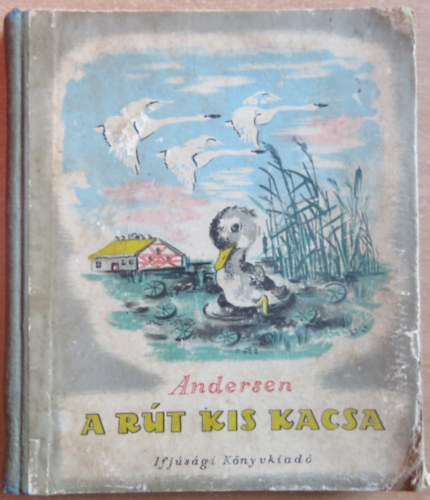 Andersen
A RÚT KIS KACSA
Ifjúsági Könyvkiadó